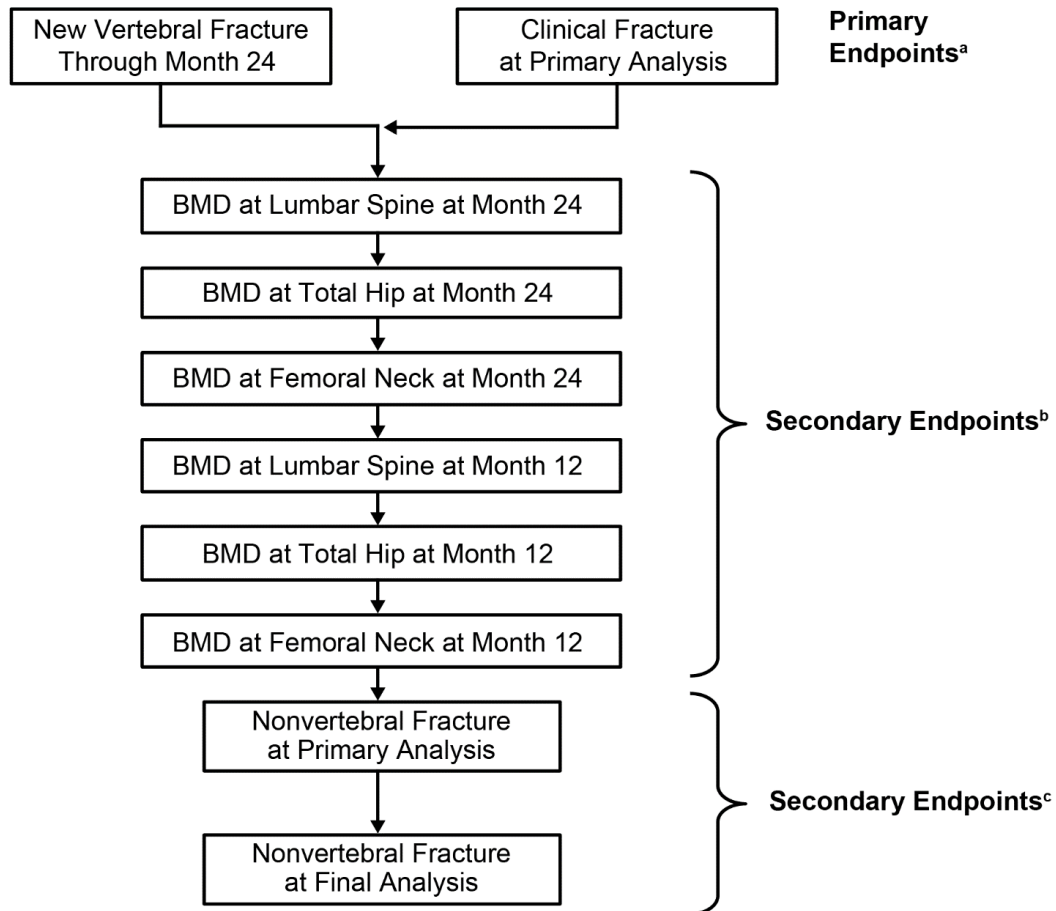 New Vertebral Fracture
Through Month 24
Clinical Fracture
at Primary Analysis
Primary
Endpointsᵃ
BMD at Lumbar Spine at Month 24
BMD at Total Hip at Month 24
BMD at Femoral Neck at Month 24
BMD at Lumbar Spine at Month 12
BMD at Total Hip at Month 12
BMD at Femoral Neck at Month 12
Secondary Endpointsᵇ
Nonvertebral Fracture
at Primary Analysis
Nonvertebral Fracture
at Final Analysis
Secondary Endpointsᶜ